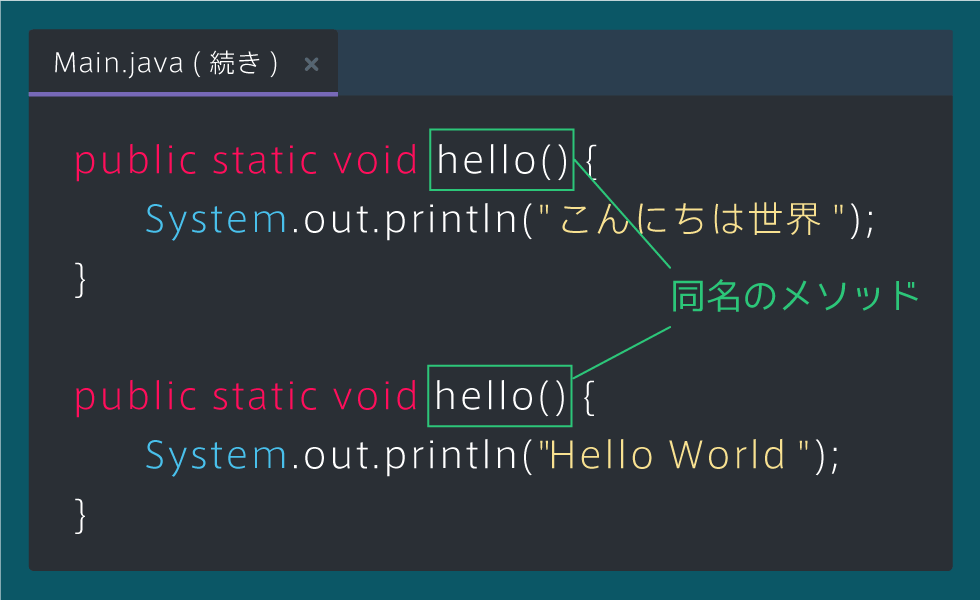 Main.java ( 続き ) ×
public static void hello() {
System.out.println(" こんにちは世界 ");
}
同名のメソッド
public static void hello() {
System.out.println("Hello World ");
}